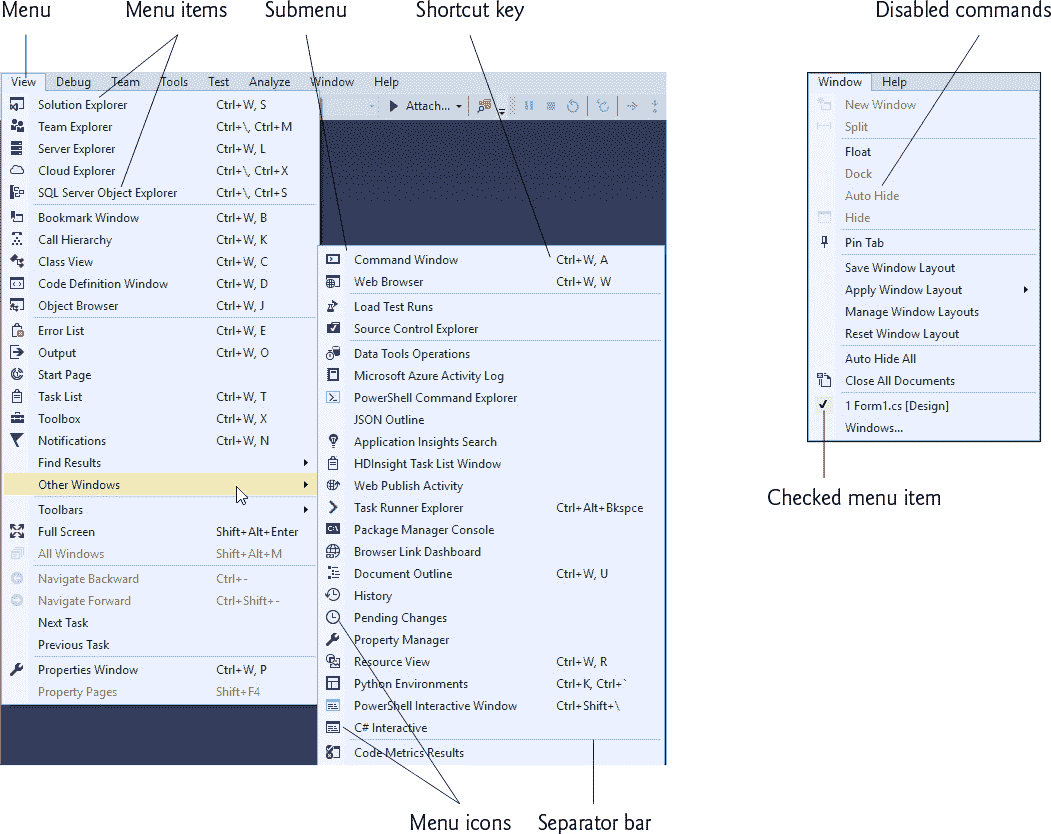 Menu
Menu items
Submenu
Shortcut key
Disabled commands
View Debug Team Tools Test Analyze Window Help
Attach...
Solution Explorer Ctrl+W, S
Team Explorer Ctrl+\, Ctrl+M
Server Explorer Ctrl+W, L
Cloud Explorer Ctrl+\, Ctrl+X
SQL Server Object Explorer Ctrl+\, Ctrl+S
Bookmark Window Ctrl+W, B
Call Hierarchy Ctrl+W, K
Class View Ctrl+W, C
Code Definition Window Ctrl+W, D
Object Browser Ctrl+W, J
Error List Ctrl+W, E
Output Ctrl+W, O
Start Page
Task List Ctrl+W, T
Toolbox Ctrl+W, X
Notifications Ctrl+W, N
Find Results
Other Windows
Toolbars
Full Screen Shift+Alt+Enter
All Windows Shift+Alt+M
Navigate Backward Ctrl+-
Navigate Forward Ctrl+Shift+-
Next Task
Previous Task
Properties Window Ctrl+W, P
Property Pages Shift+F4
Command Window Ctrl+W, A
Web Browser Ctrl+W, W
Load Test Runs
Source Control Explorer
Data Tools Operations
Microsoft Azure Activity Log
PowerShell Command Explorer
JSON Outline
Application Insights Search
HDInsight Task List Window
Web Publish Activity
Task Runner Explorer Ctrl+Alt+Bkspce
Package Manager Console
Browser Link Dashboard
Document Outline Ctrl+W, U
History
Pending Changes
Property Manager
Resource View Ctrl+W, R
Python Environments Ctrl+K, Ctrl+`
PowerShell Interactive Window Ctrl+Shift+\
C# Interactive
Code Metrics Results
Window Help
New Window
Split
Float
Dock
Auto Hide
Hide
Pin Tab
Save Window Layout
Apply Window Layout
Manage Window Layouts
Reset Window Layout
Auto Hide All
Close All Documents
1 Form1.cs [Design]
Windows...
Checked menu item
Menu icons
Separator bar